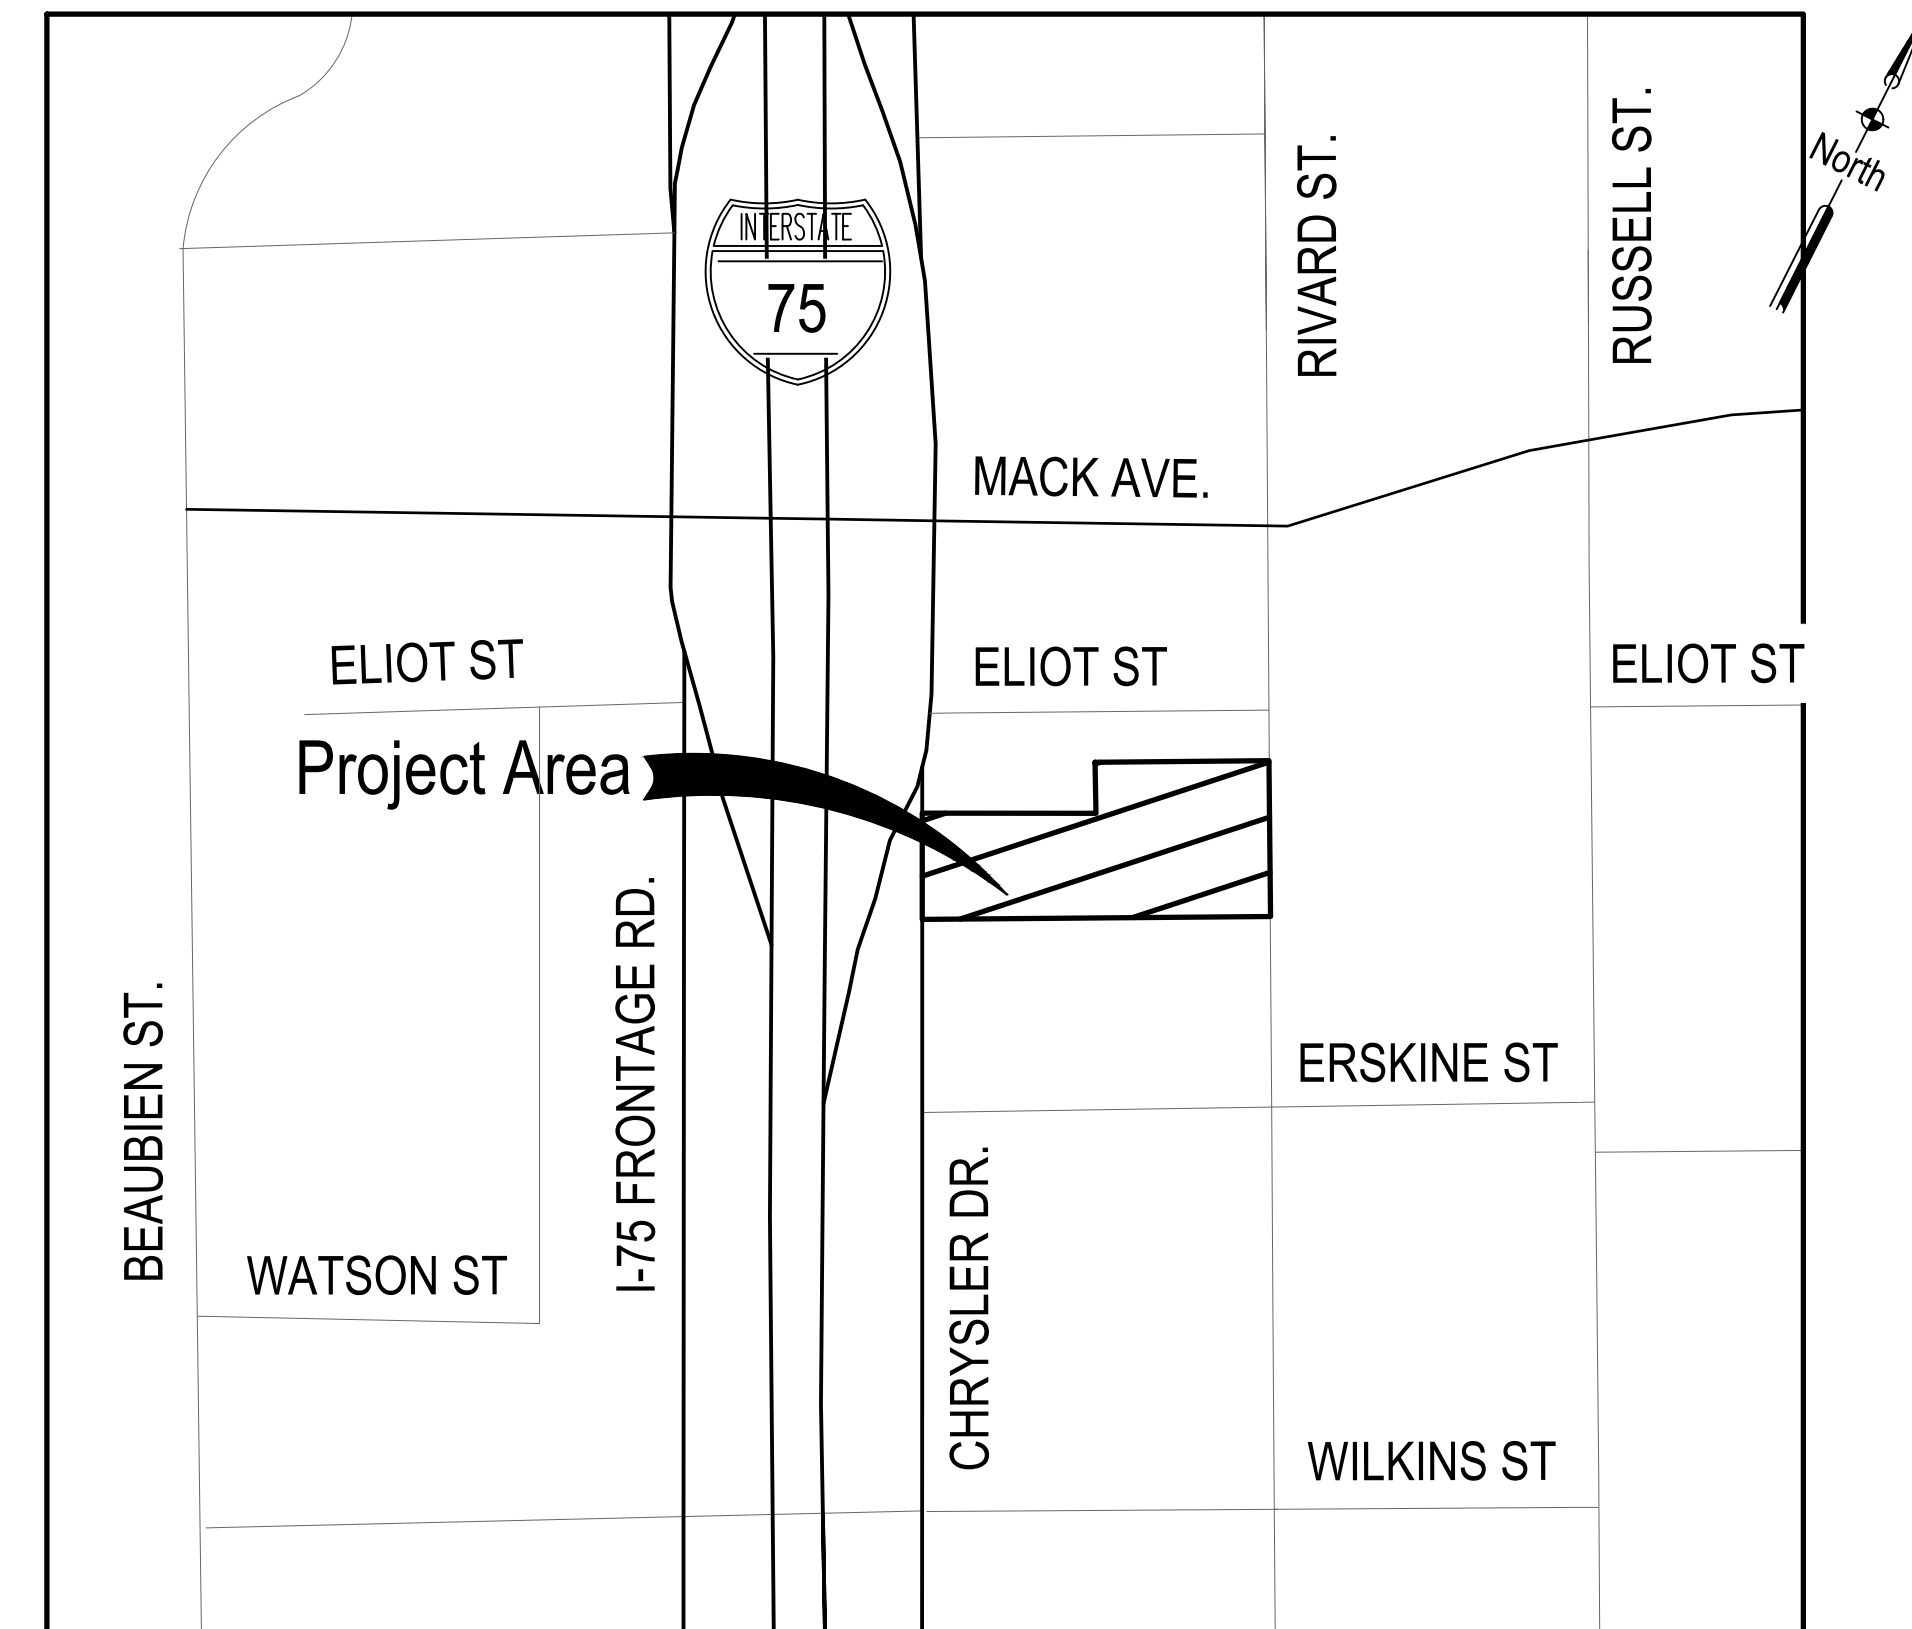 RUSSELL ST.
RIVARD ST.
North
INTERSTATE
75
MACK AVE.
ELIOT ST
ELIOT ST
ELIOT ST
Project Area
I-75 FRONTAGE RD.
BEAUBIEN ST.
ERSKINE ST
CHRYSLER DR.
WATSON ST
WILKINS ST